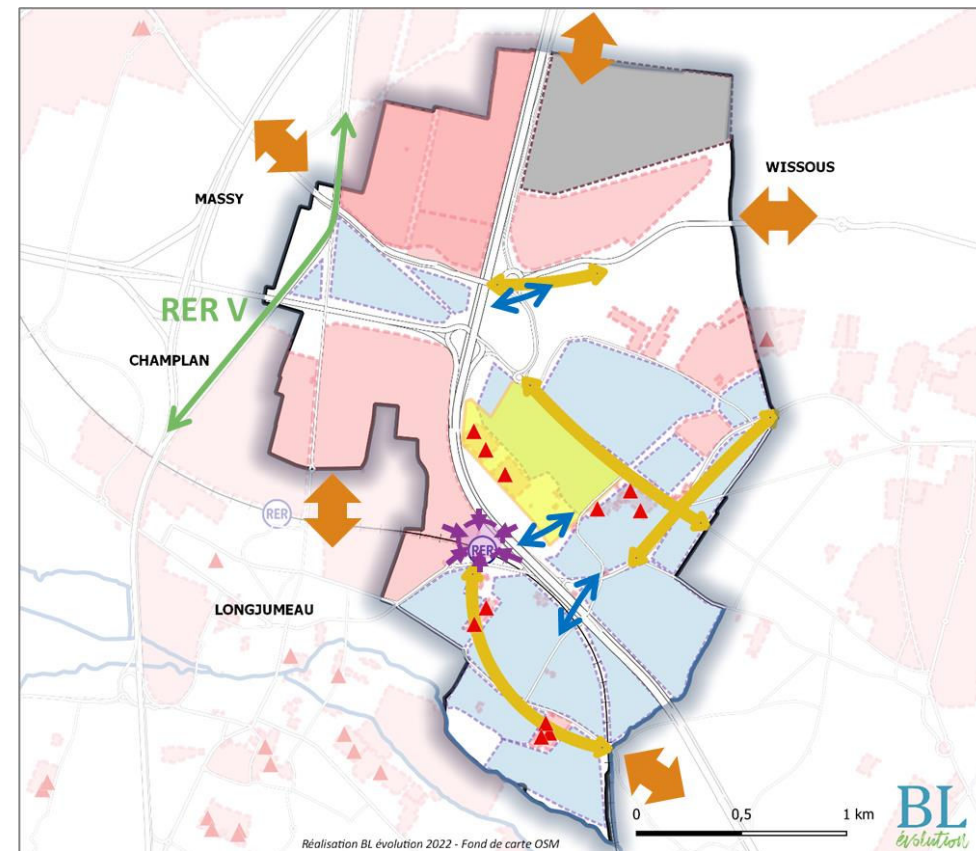 WISSOUS
MASSY
RER V
CHAMPLAN
RER
RER
LONGJUMEAU
0 0,5 1 km
BL
évolution
Réalisation BL évolution 2022 - Fond de carte OSM